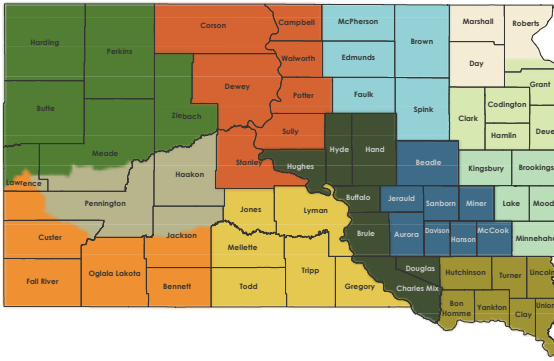 Harding
Perkins
Corson
Campbell
McPherson
Brown
Marshall
Roberts
Walworth
Edmunds
Day
Butte
Ziebach
Dewey
Potter
Faulk
Spink
Grant
Codington
Clark
Hamlin
Deue
Meade
Sully
Hyde
Hand
Beadle
Stanley
Hughes
Haakon
Kingsbury
Brookings
Lawrence
Pennington
Jones
Lyman
Buffalo
Jerauld
Sanborn
Miner
Lake
Mood
Custer
Jackson
Mellette
Brule
Aurora
Davison
Hanson
McCook
Minnehaha
Fall River
Oglala Lakota
Bennett
Todd
Tripp
Gregory
Douglas
Charles Mix
Hutchinson
Turner
Lincoln
Bon
Homme
Yankton
Clay
Union